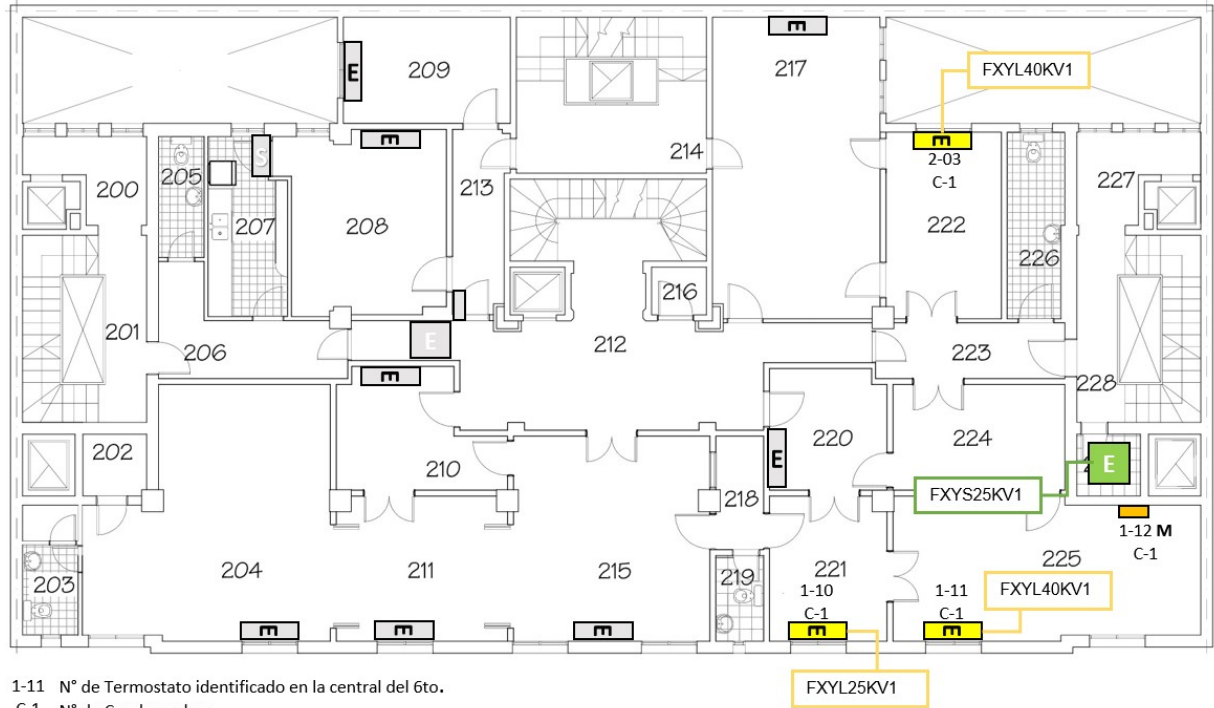 E
209
E
217
FXYL40KV1
E
2-03
C-1
E
S
200
205
207
208
213
214
216
222
226
227
201
206
E
212
223
228
E
202
210
E
220
224
E
FXYS25KV1
218
1-12 M
C-1
203
204
211
215
219
221
1-10
C-1
1-11
C-1
225
FXYL40KV1
E
E
E
E
E
FXYL25KV1
1-11 N° de Termostato identificado en la central del 6to.